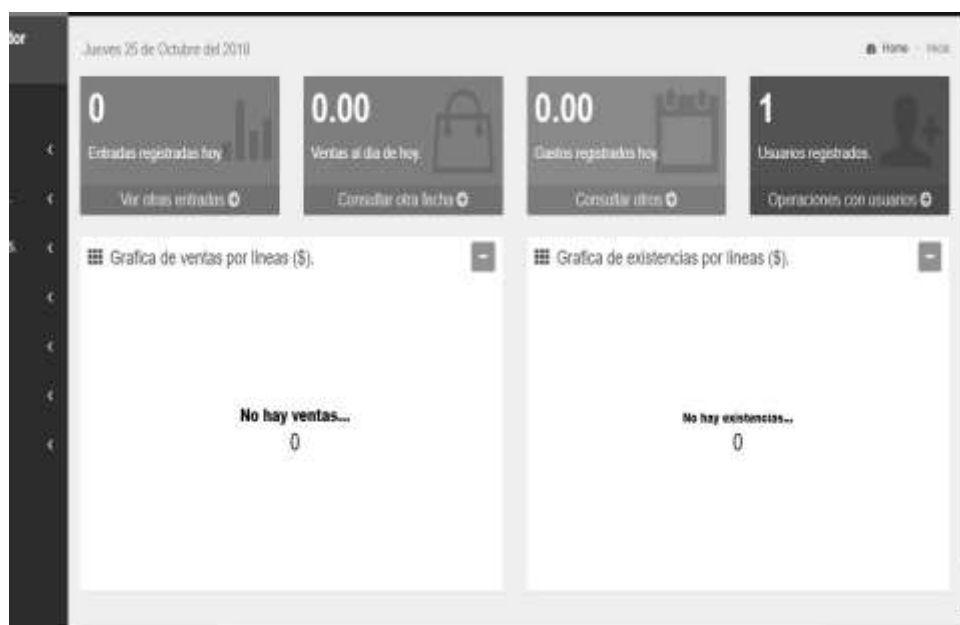 dor
Jueves 25 de Octubre del 2018
Home Inicio
0
Entradas registradas hoy.
Ver otras entradas
0.00
Ventas al dia de hoy.
Consultar otra fecha
0.00
Gastos registrados hoy.
Consultar otros
1
Usuarios registrados.
Operaciones con usuarios
Grafica de ventas por lineas ($).
No hay ventas...
0
Grafica de existencias por lineas ($).
No hay existencias...
0